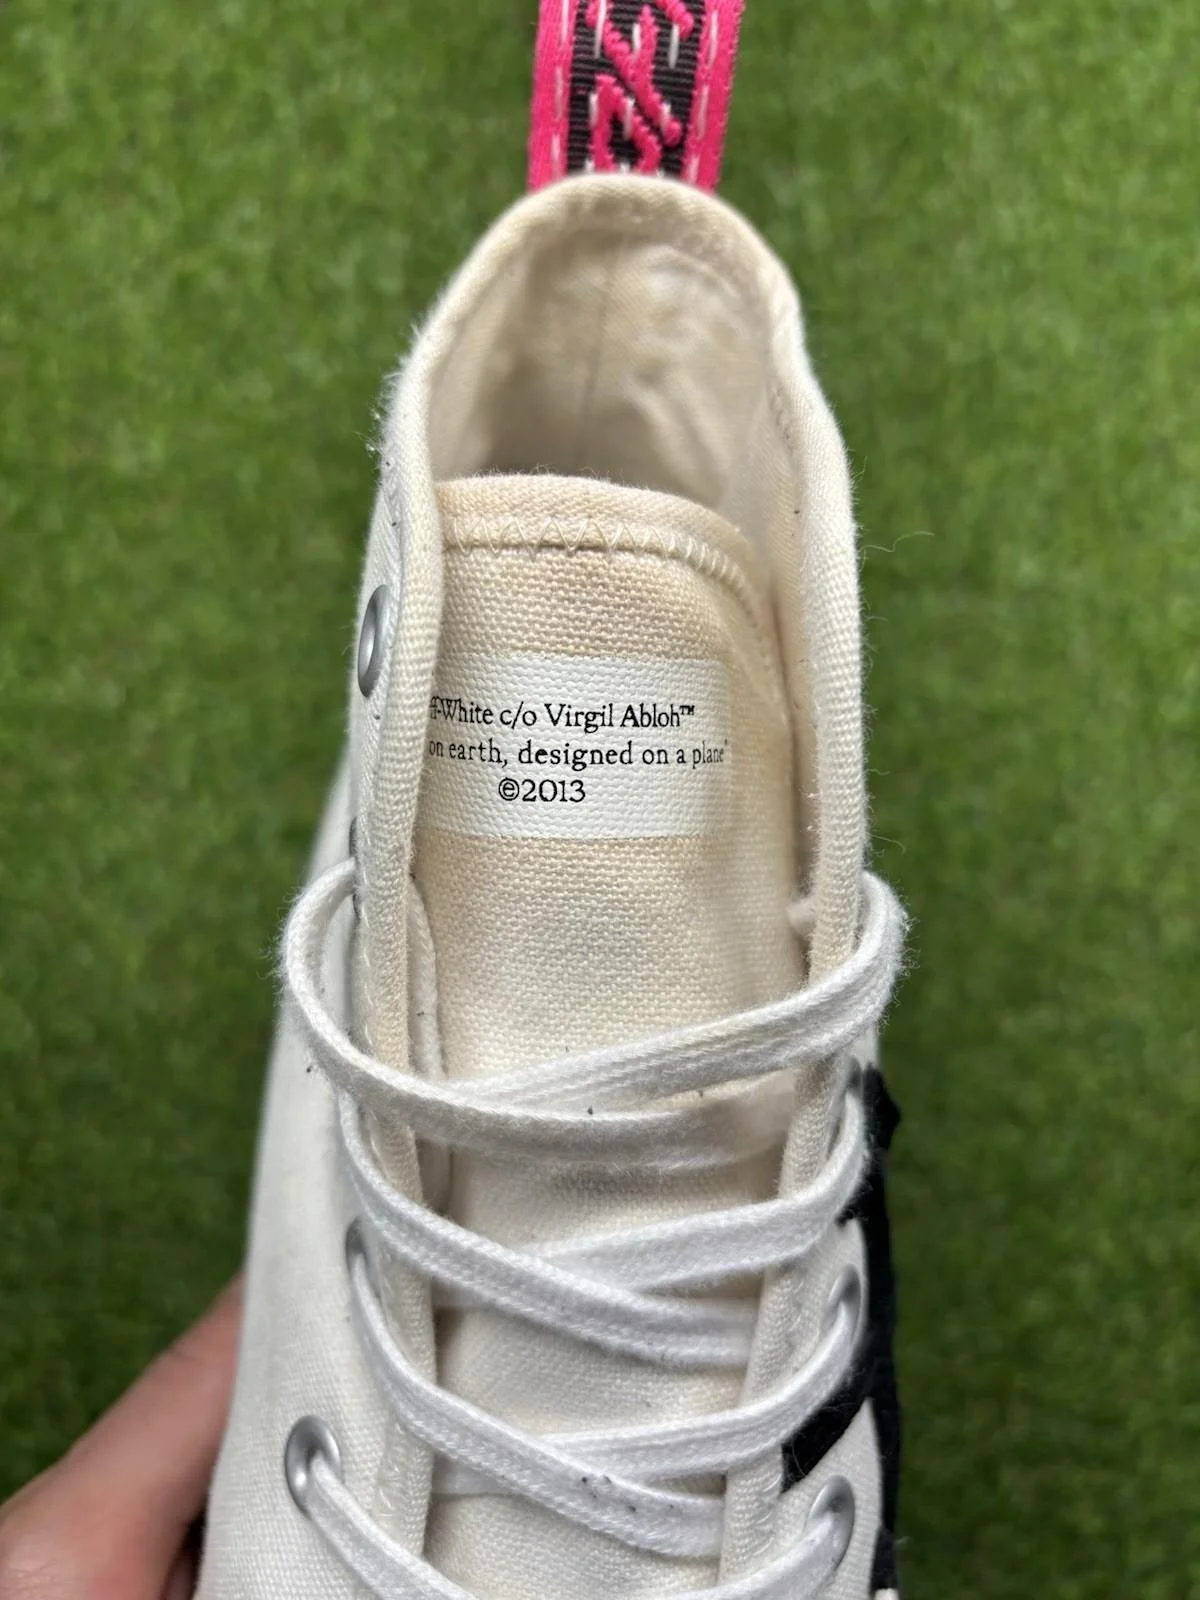 ff-White c/o Virgil Abloh™
on earth, designed on a plane"
©2013